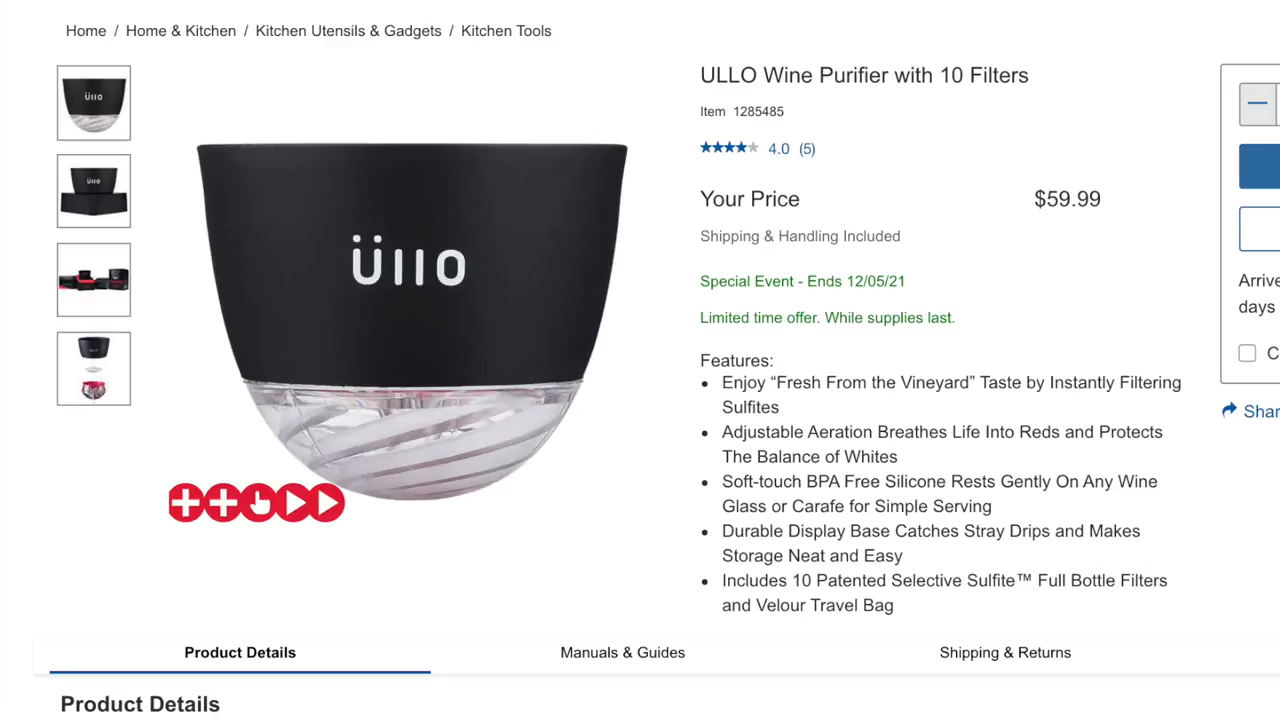 Home / Home & Kitchen / Kitchen Utensils & Gadgets / Kitchen Tools
üllo
üllo
üllo
ULLO Wine Purifier with 10 Filters
Item 1285485
4.0 (5)
Your Price $59.99
Shipping & Handling Included
Special Event - Ends 12/05/21
Limited time offer. While supplies last.
Features:
• Enjoy “Fresh From the Vineyard” Taste by Instantly Filtering
Sulfites
• Adjustable Aeration Breathes Life Into Reds and Protects
The Balance of Whites
• Soft-touch BPA Free Silicone Rests Gently On Any Wine
Glass or Carafe for Simple Serving
• Durable Display Base Catches Stray Drips and Makes
Storage Neat and Easy
• Includes 10 Patented Selective Sulfite™ Full Bottle Filters
and Velour Travel Bag
days
Product Details
Manuals & Guides
Shipping & Returns
Product Details